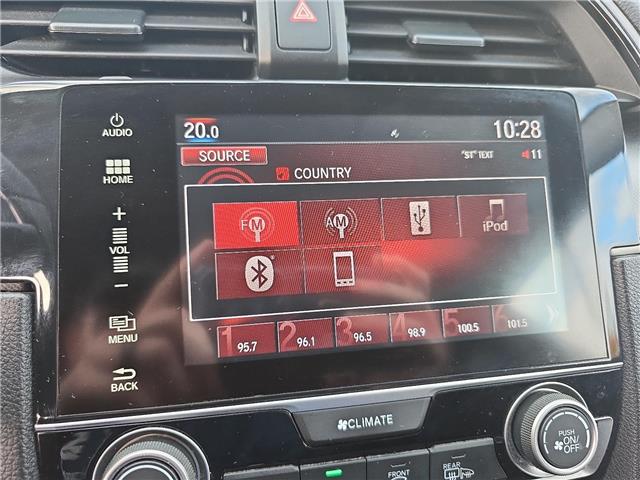 AUDIO
20.0
10:28
SOURCE
"ST" TEXT
11
HOME
COUNTRY
+
FM
AM
iPod
VOL
−
1 95.7
2 96.1
3 96.5
4 98.9
5 100.5
6 101.5
MENU
BACK
CLIMATE
PUSH
ON/
OFF
FRONT
REAR